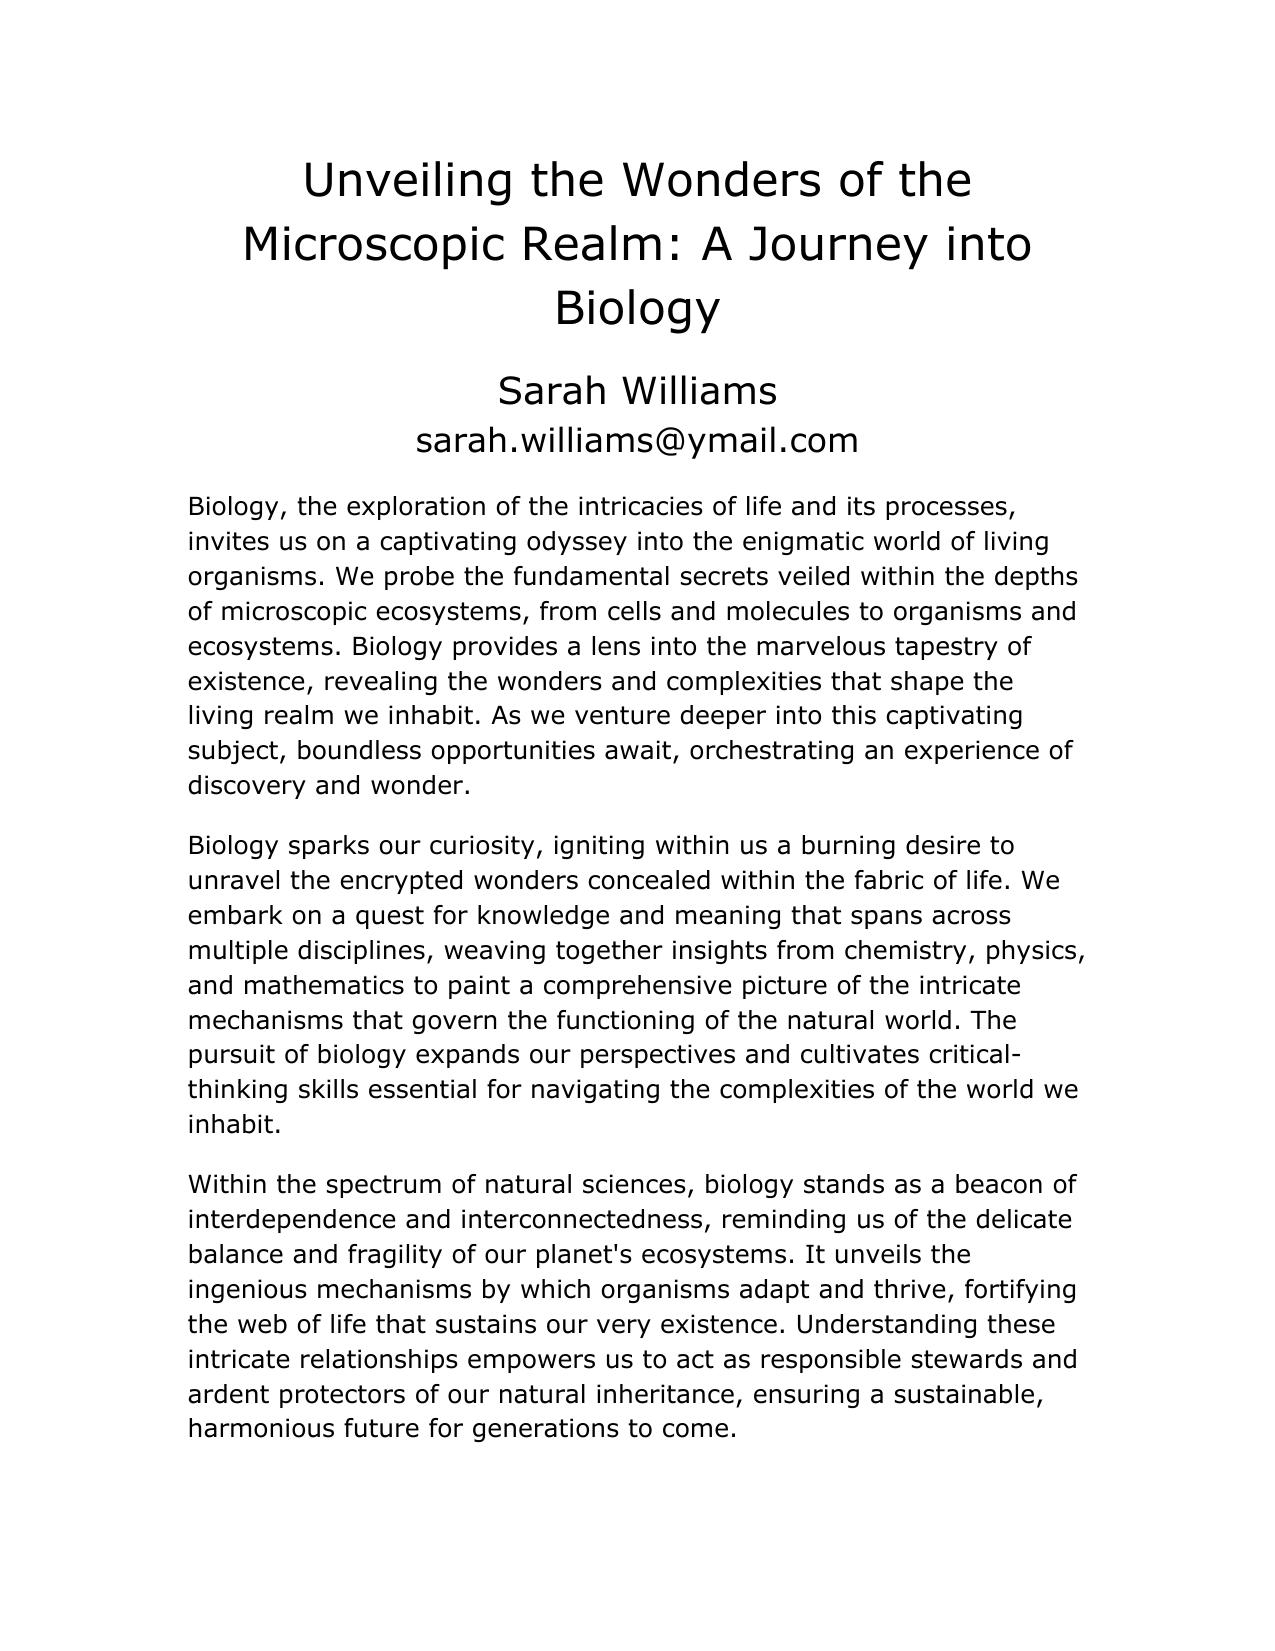 Unveiling the Wonders of the
Microscopic Realm: A Journey into
Biology
Sarah Williams
sarah.williams@ymail.com
Biology, the exploration of the intricacies of life and its processes,
invites us on a captivating odyssey into the enigmatic world of living
organisms. We probe the fundamental secrets veiled within the depths
of microscopic ecosystems, from cells and molecules to organisms and
ecosystems. Biology provides a lens into the marvelous tapestry of
existence, revealing the wonders and complexities that shape the
living realm we inhabit. As we venture deeper into this captivating
subject, boundless opportunities await, orchestrating an experience of
discovery and wonder.
Biology sparks our curiosity, igniting within us a burning desire to
unravel the encrypted wonders concealed within the fabric of life. We
embark on a quest for knowledge and meaning that spans across
multiple disciplines, weaving together insights from chemistry, physics,
and mathematics to paint a comprehensive picture of the intricate
mechanisms that govern the functioning of the natural world. The
pursuit of biology expands our perspectives and cultivates critical-
thinking skills essential for navigating the complexities of the world we
inhabit.
Within the spectrum of natural sciences, biology stands as a beacon of
interdependence and interconnectedness, reminding us of the delicate
balance and fragility of our planet's ecosystems. It unveils the
ingenious mechanisms by which organisms adapt and thrive, fortifying
the web of life that sustains our very existence. Understanding these
intricate relationships empowers us to act as responsible stewards and
ardent protectors of our natural inheritance, ensuring a sustainable,
harmonious future for generations to come.